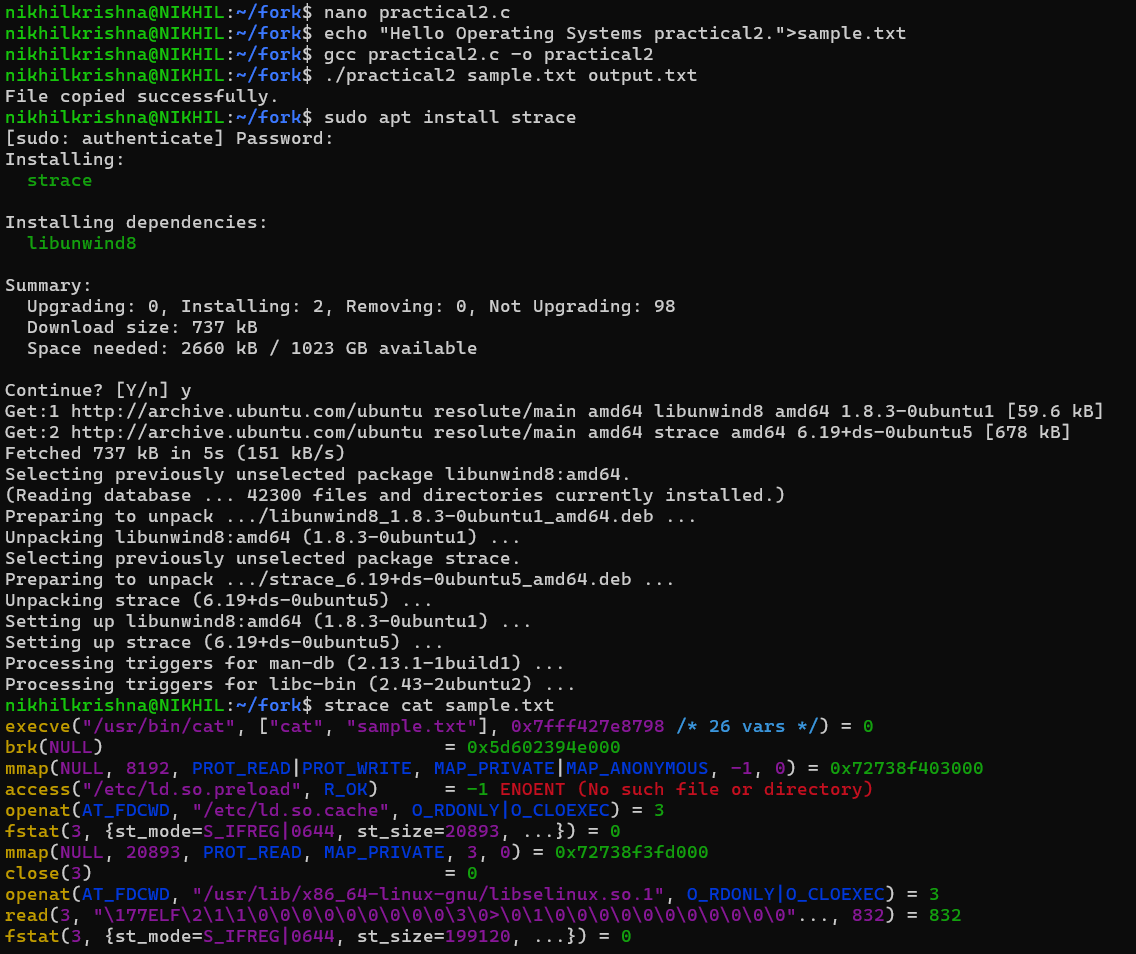 nikhilkrishna@NIKHIL:~/fork$ nano practical2.c
nikhilkrishna@NIKHIL:~/fork$ echo "Hello Operating Systems practical2.">sample.txt
nikhilkrishna@NIKHIL:~/fork$ gcc practical2.c -o practical2
nikhilkrishna@NIKHIL:~/fork$ ./practical2 sample.txt output.txt
File copied successfully.
nikhilkrishna@NIKHIL:~/fork$ sudo apt install strace
[sudo: authenticate] Password:
Installing:
  strace

Installing dependencies:
  libunwind8

Summary:
  Upgrading: 0, Installing: 2, Removing: 0, Not Upgrading: 98
  Download size: 737 kB
  Space needed: 2660 kB / 1023 GB available

Continue? [Y/n] y
Get:1 http://archive.ubuntu.com/ubuntu resolute/main amd64 libunwind8 amd64 1.8.3-0ubuntu1 [59.6 kB]
Get:2 http://archive.ubuntu.com/ubuntu resolute/main amd64 strace amd64 6.19+ds-0ubuntu5 [678 kB]
Fetched 737 kB in 5s (151 kB/s)
Selecting previously unselected package libunwind8:amd64.
(Reading database ... 42300 files and directories currently installed.)
Preparing to unpack .../libunwind8_1.8.3-0ubuntu1_amd64.deb ...
Unpacking libunwind8:amd64 (1.8.3-0ubuntu1) ...
Selecting previously unselected package strace.
Preparing to unpack .../strace_6.19+ds-0ubuntu5_amd64.deb ...
Unpacking strace (6.19+ds-0ubuntu5) ...
Setting up libunwind8:amd64 (1.8.3-0ubuntu1) ...
Setting up strace (6.19+ds-0ubuntu5) ...
Processing triggers for man-db (2.13.1-1build1) ...
Processing triggers for libc-bin (2.43-2ubuntu2) ...
nikhilkrishna@NIKHIL:~/fork$ strace cat sample.txt
execve("/usr/bin/cat", ["cat", "sample.txt"], 0x7fff427e8798 /* 26 vars */) = 0
brk(NULL)                               = 0x5d602394e000
mmap(NULL, 8192, PROT_READ|PROT_WRITE, MAP_PRIVATE|MAP_ANONYMOUS, -1, 0) = 0x72738f403000
access("/etc/ld.so.preload", R_OK)      = -1 ENOENT (No such file or directory)
openat(AT_FDCWD, "/etc/ld.so.cache", O_RDONLY|O_CLOEXEC) = 3
fstat(3, {st_mode=S_IFREG|0644, st_size=20893, ...}) = 0
mmap(NULL, 20893, PROT_READ, MAP_PRIVATE, 3, 0) = 0x72738f3fd000
close(3)                                = 0
openat(AT_FDCWD, "/usr/lib/x86_64-linux-gnu/libselinux.so.1", O_RDONLY|O_CLOEXEC) = 3
read(3, "\177ELF\2\1\1\0\0\0\0\0\0\0\0\0\3\0>\0\1\0\0\0\0\0\0\0\0\0\0\0"..., 832) = 832
fstat(3, {st_mode=S_IFREG|0644, st_size=199120, ...}) = 0